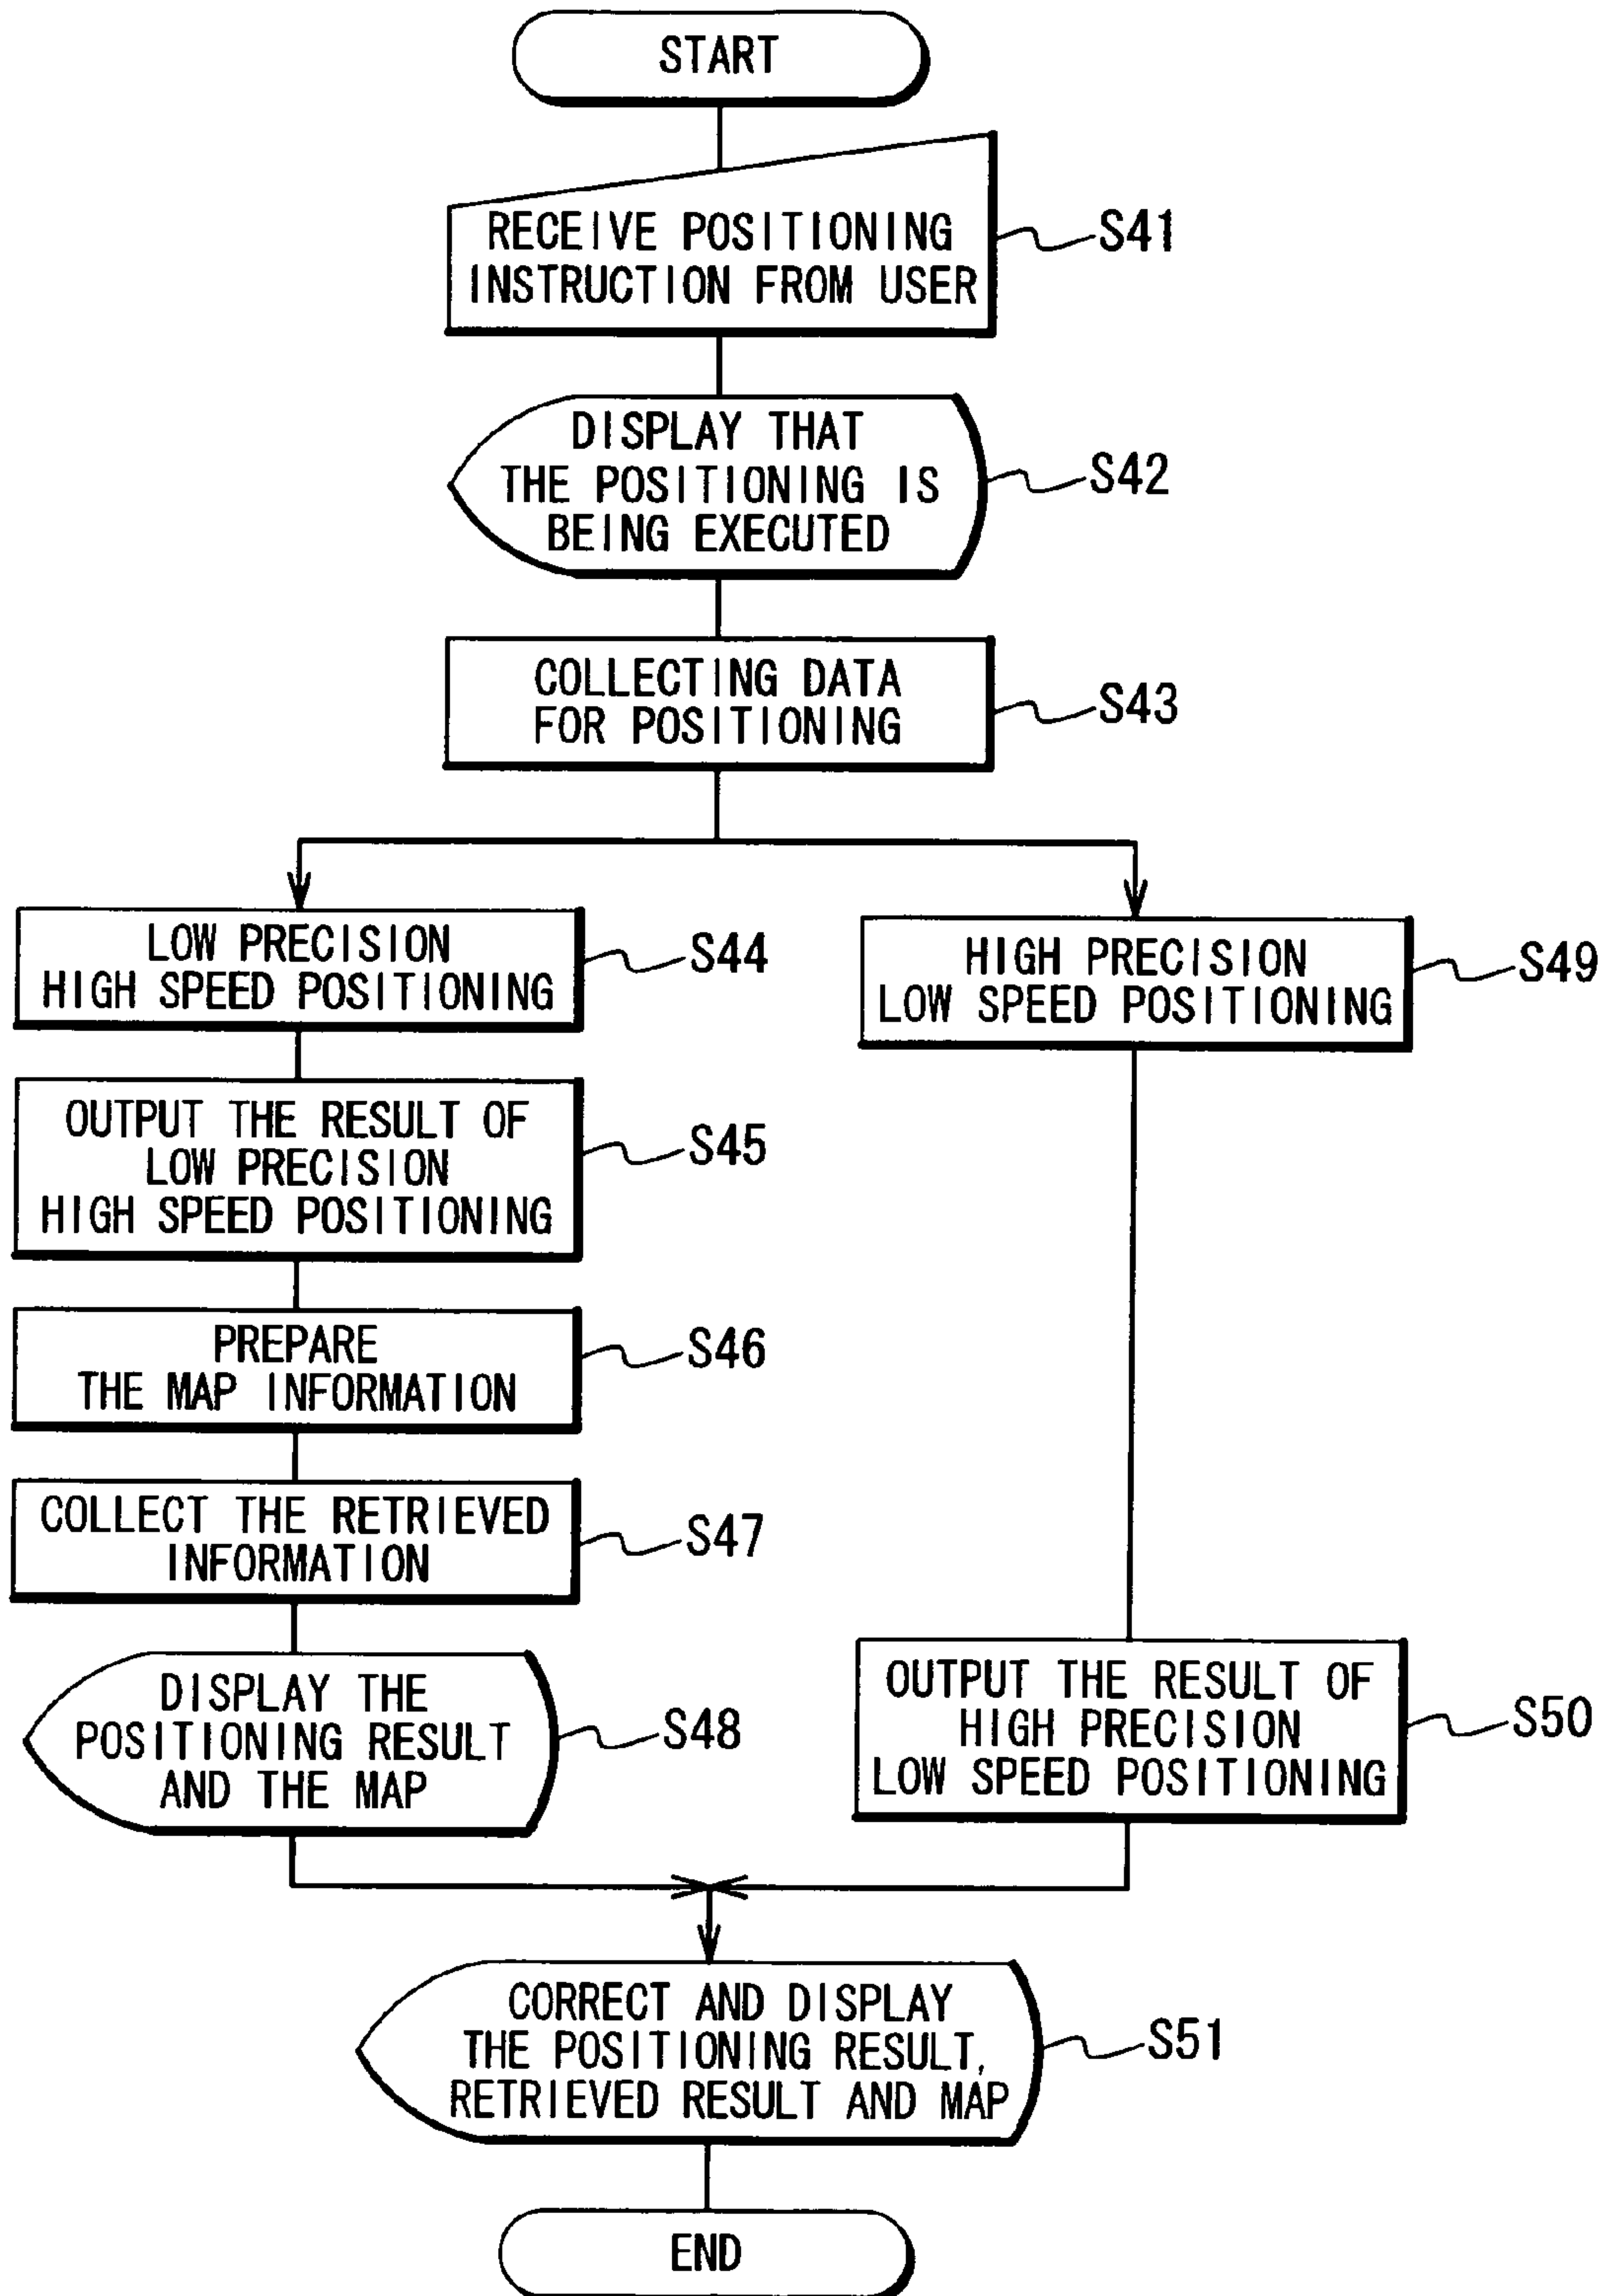 START
RECEIVE POSITIONING
INSTRUCTION FROM USER
S41
DISPLAY THAT
THE POSITIONING IS
BEING EXECUTED
S42
COLLECTING DATA
FOR POSITIONING
S43
LOW PRECISION
HIGH SPEED POSITIONING
S44
OUTPUT THE RESULT OF
LOW PRECISION
HIGH SPEED POSITIONING
S45
PREPARE
THE MAP INFORMATION
S46
COLLECT THE RETRIEVED
INFORMATION
S47
DISPLAY THE
POSITIONING RESULT
AND THE MAP
S48
HIGH PRECISION
LOW SPEED POSITIONING
S49
OUTPUT THE RESULT OF
HIGH PRECISION
LOW SPEED POSITIONING
S50
CORRECT AND DISPLAY
THE POSITIONING RESULT,
RETRIEVED RESULT AND MAP
S51
END